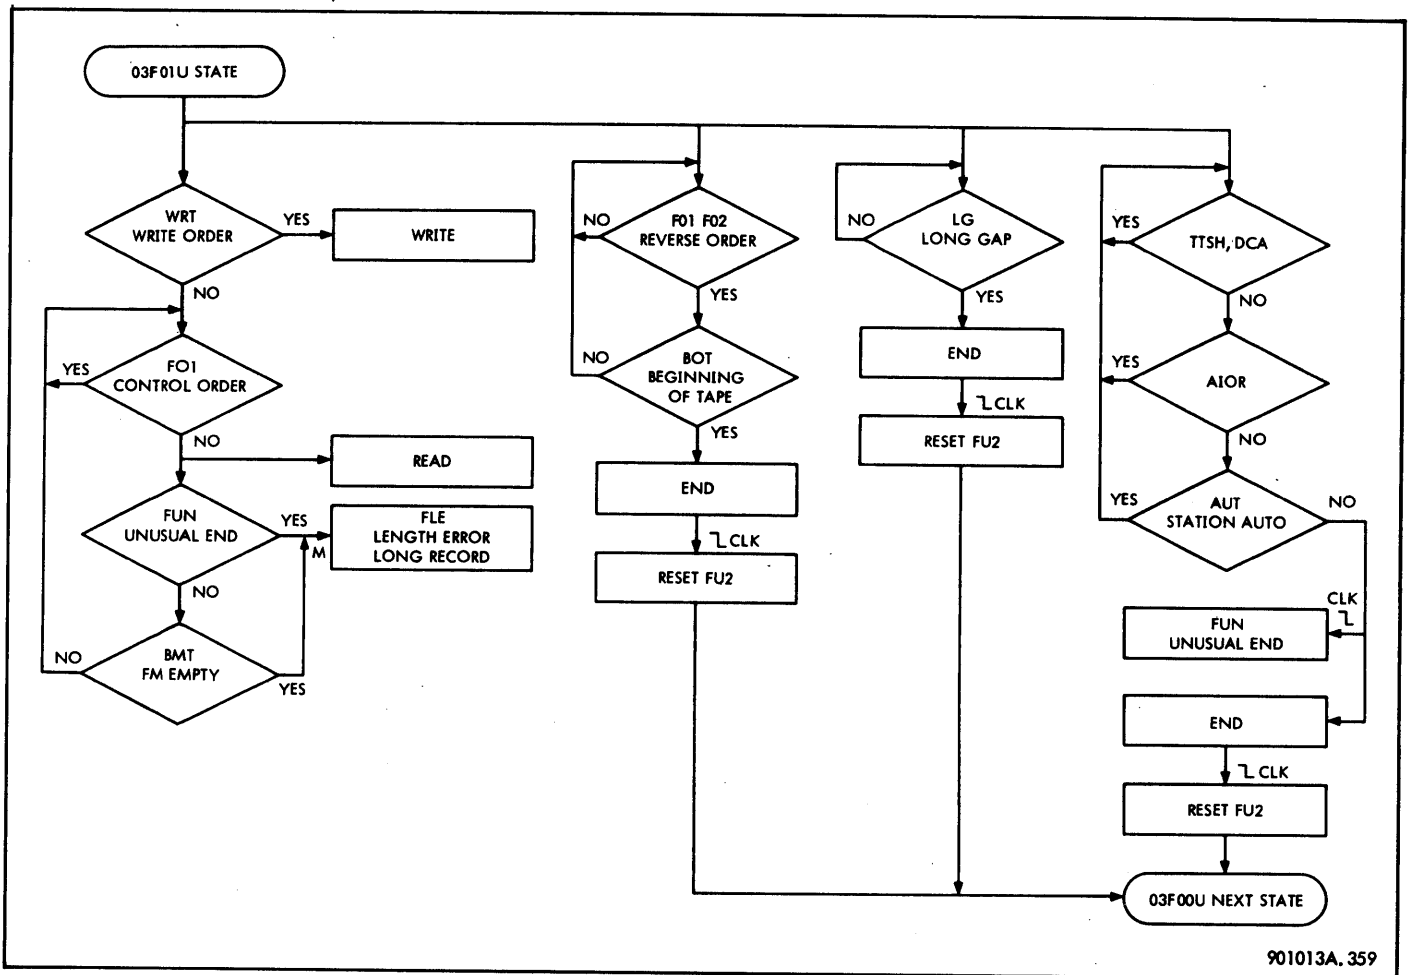 03F01U STATE
WRT
WRITE ORDER
YES
WRITE
NO
FO1
CONTROL ORDER
YES
NO
READ
FUN
UNUSUAL END
YES
M
FLE
LENGTH ERROR
LONG RECORD
NO
BMT
FM EMPTY
NO
YES
F01 F02
REVERSE ORDER
NO
YES
BOT
BEGINNING
OF TAPE
NO
YES
END
CLK
RESET FU2
LG
LONG GAP
NO
YES
END
CLK
RESET FU2
TTSH, DCA
YES
NO
AIOR
YES
NO
AUT
STATION AUTO
YES
NO
CLK
FUN
UNUSUAL END
END
CLK
RESET FU2
03F00U NEXT STATE
901013A. 359